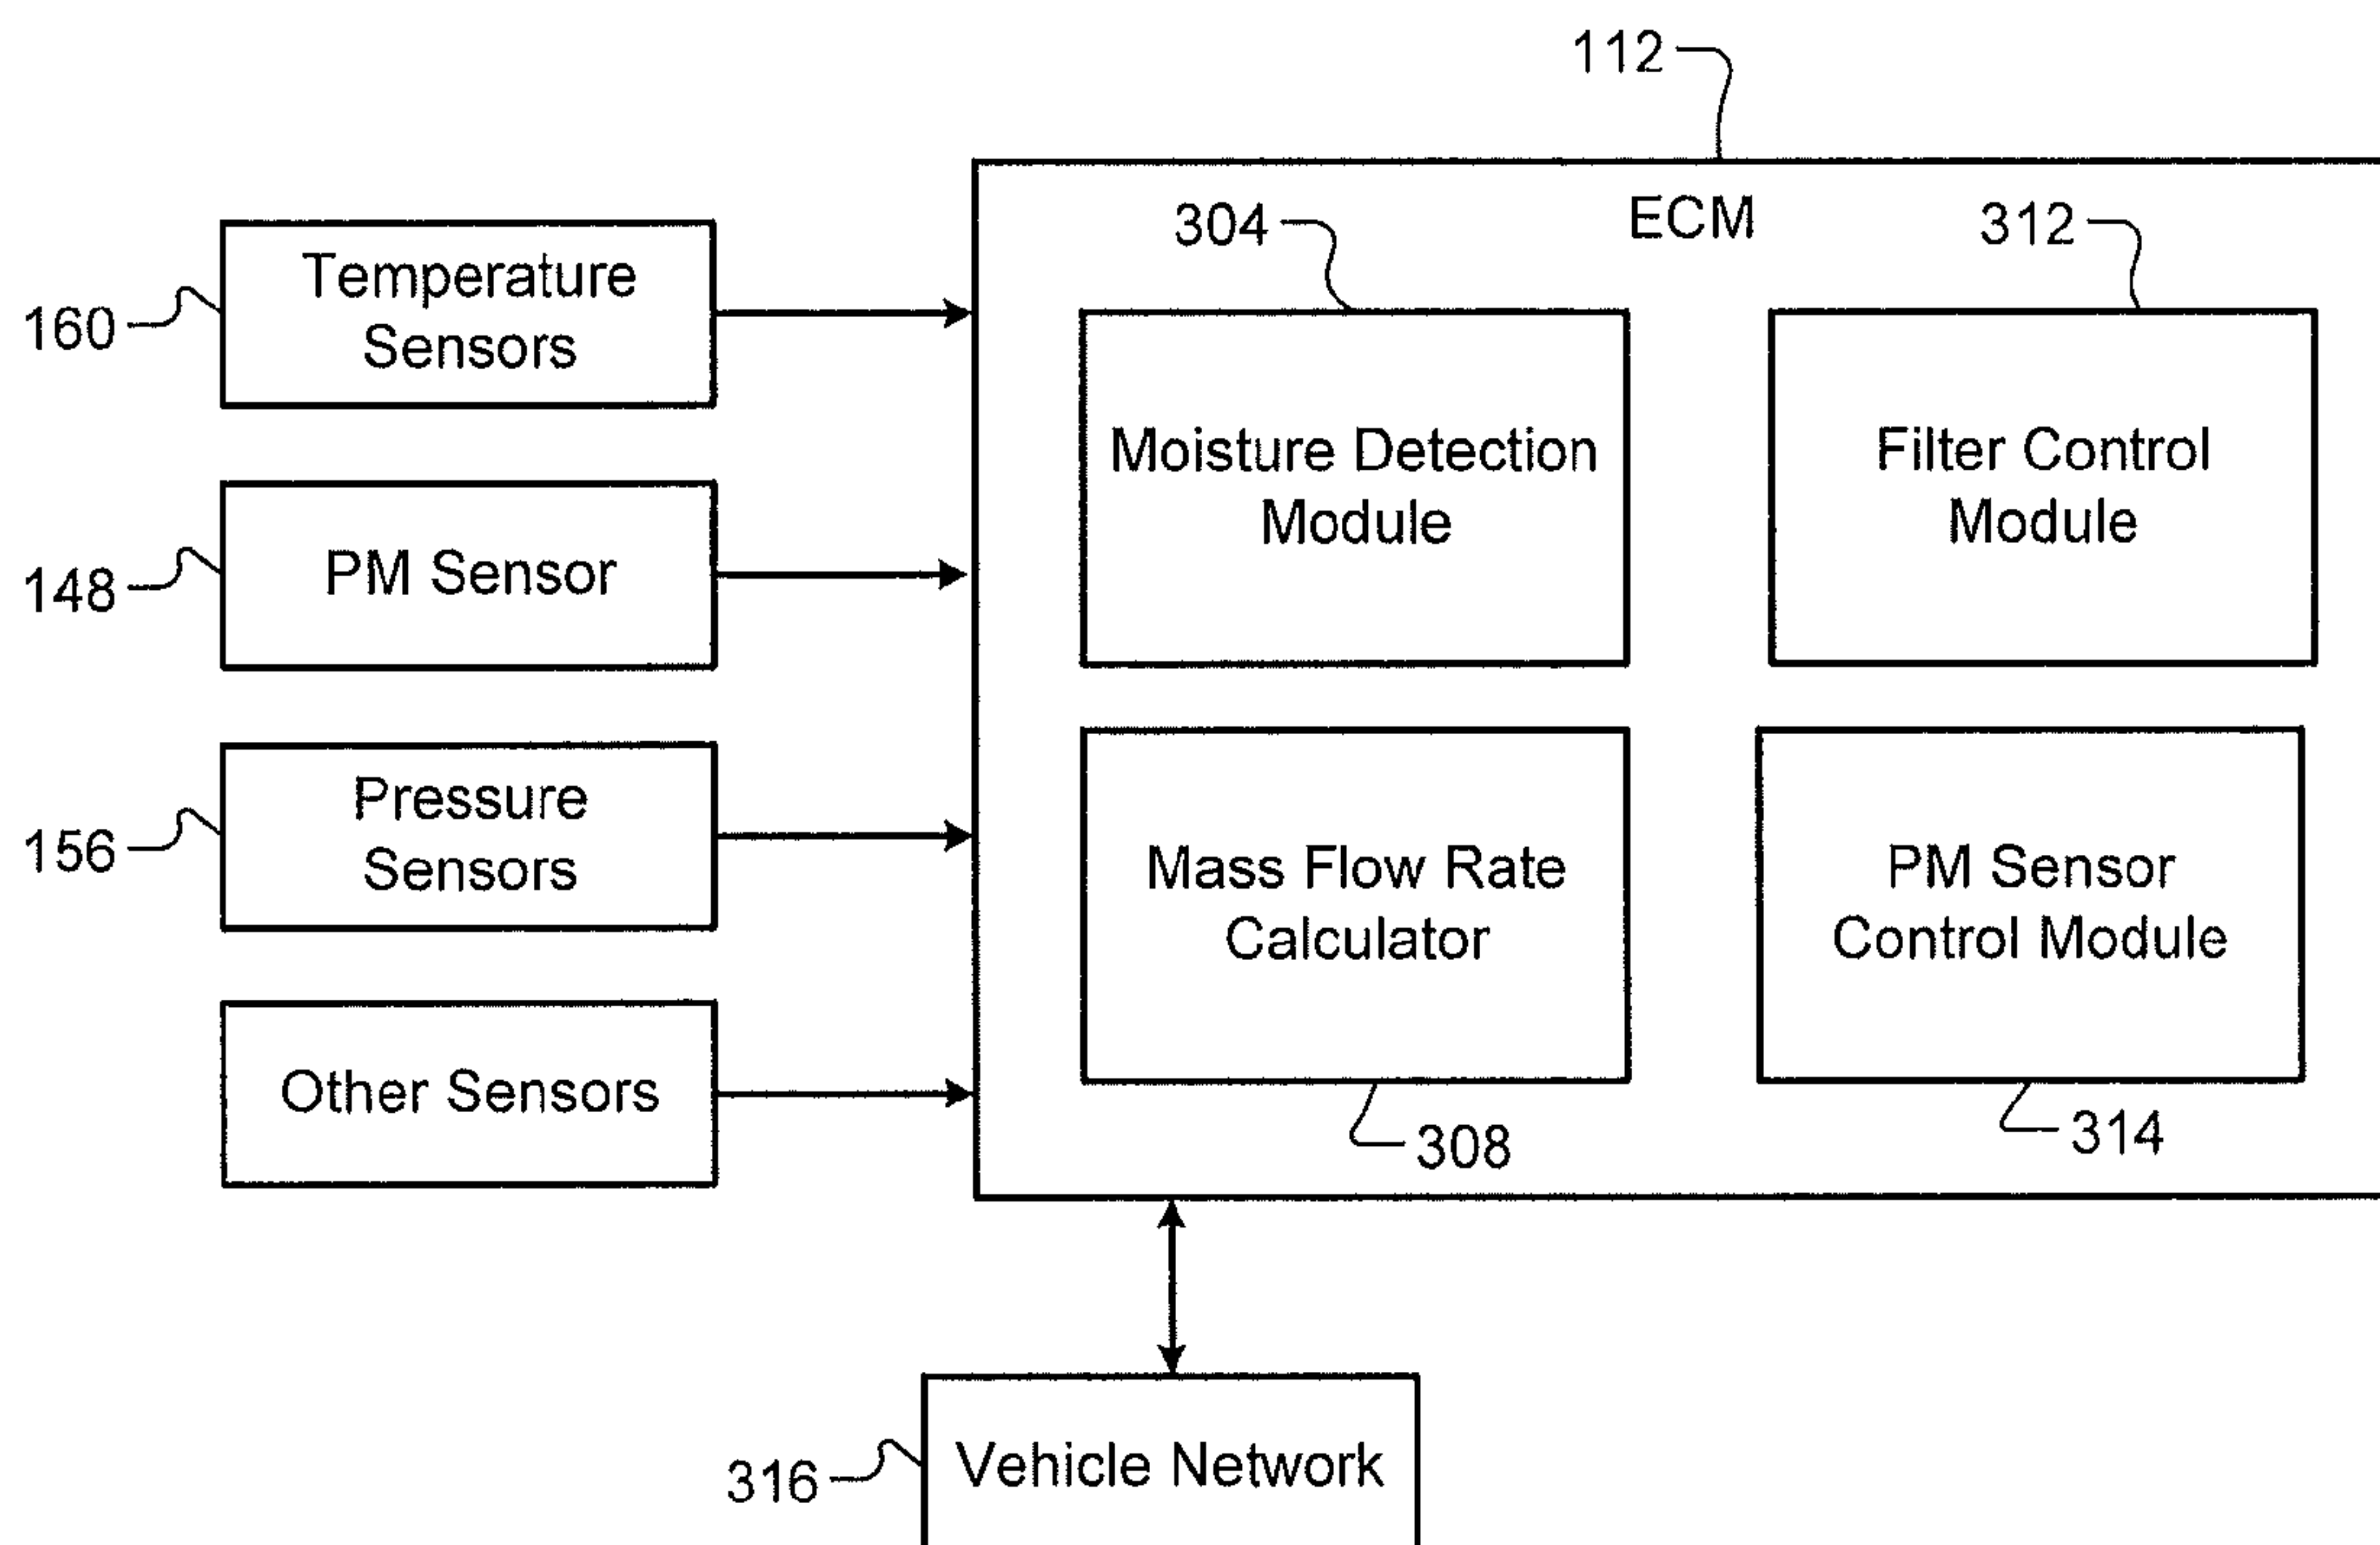 112
ECM
304
312
Temperature
Sensors
160
Moisture Detection
Module
Filter Control
Module
PM Sensor
148
Pressure
Sensors
156
Mass Flow Rate
Calculator
PM Sensor
Control Module
Other Sensors
308
314
Vehicle Network
316